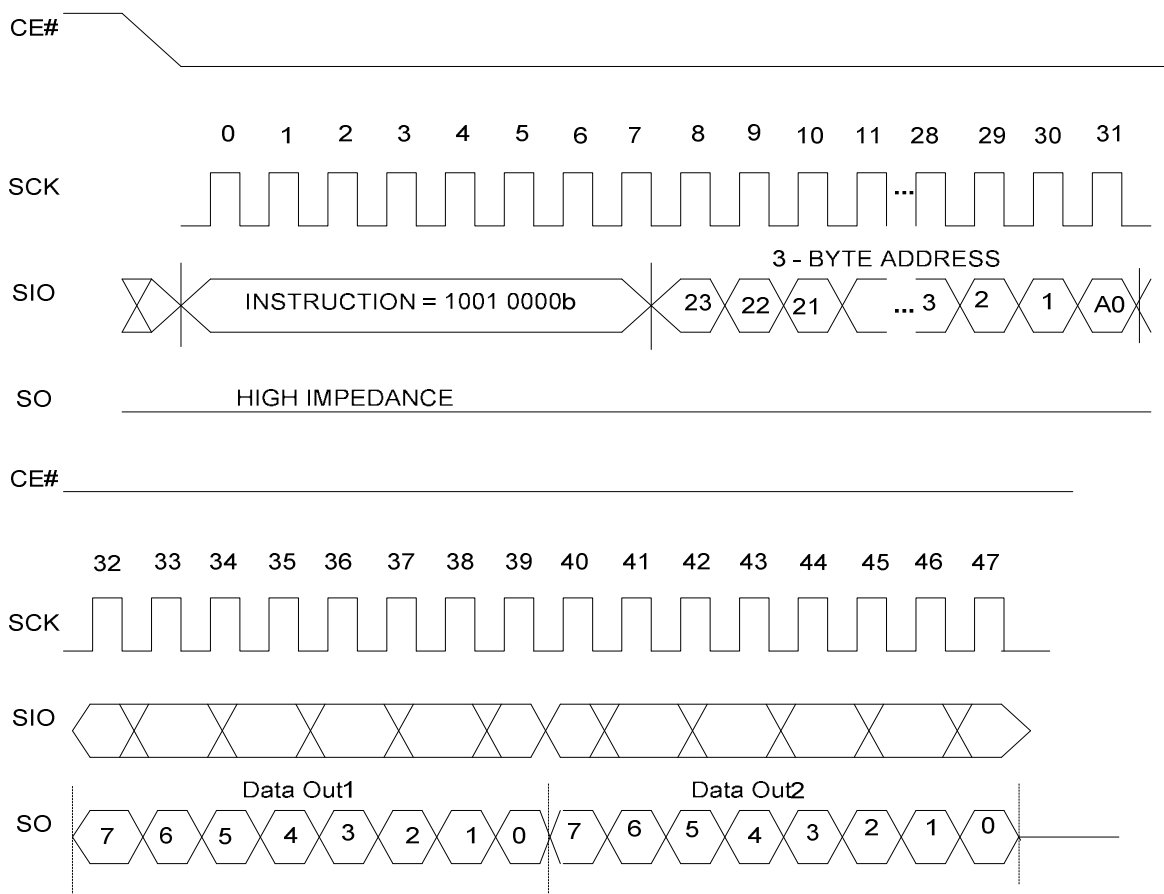 CE#
0 1 2 3 4 5 6 7 8 9 10 11 28 29 30 31
SCK ...
3 - BYTE ADDRESS
SIO INSTRUCTION = 1001 0000b 23 22 21 ... 3 2 1 A0
SO HIGH IMPEDANCE
CE#
32 33 34 35 36 37 38 39 40 41 42 43 44 45 46 47
SCK
SIO
Data Out1 Data Out2
SO 7 6 5 4 3 2 1 0 7 6 5 4 3 2 1 0